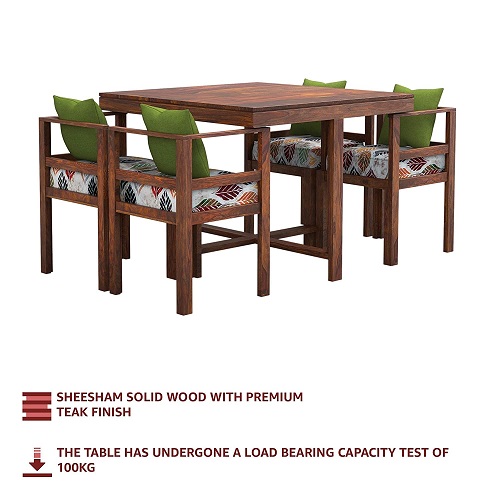 SHEESHAM SOLID WOOD WITH PREMIUM
TEAK FINISH
THE TABLE HAS UNDERGONE A LOAD BEARING CAPACITY TEST OF
100KG